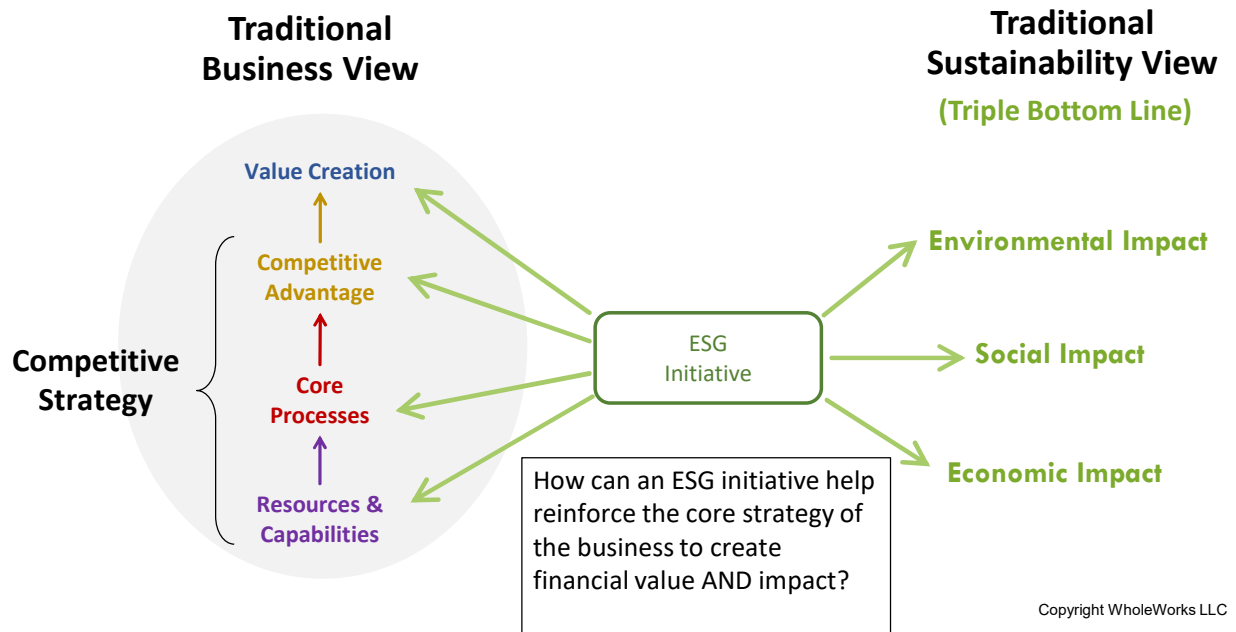 Traditional
Business View
Traditional
Sustainability View
(Triple Bottom Line)
Value Creation
Competitive
Advantage
Core
Processes
Resources &
Capabilities
Competitive
Strategy
ESG
Initiative
Environmental Impact
Social Impact
Economic Impact
How can an ESG initiative help
reinforce the core strategy of
the business to create
financial value AND impact?
Copyright WholeWorks LLC